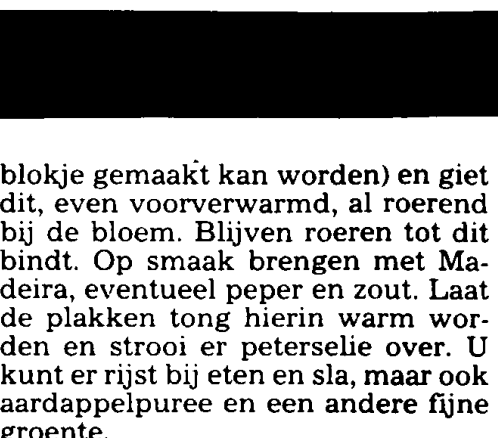 blokje gemaakt kan worden) en giet
dit, even voorverwarmd, al roerend
bij de bloem. Blijven roeren tot dit
bindt. Op smaak brengen met Ma-
deira, eventueel peper en zout. Laat
de plakken tong hierin warm wor-
den en strooi er peterselie over. U
kunt er rijst bij eten en sla, maar ook
aardappelpuree en een andere fijne
groente.